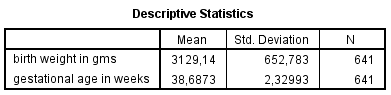 Descriptive Statistics
Mean Std. Deviation N
birth weight in gms 3129,14 652,783 641
gestational age in weeks 38,6873 2,32993 641